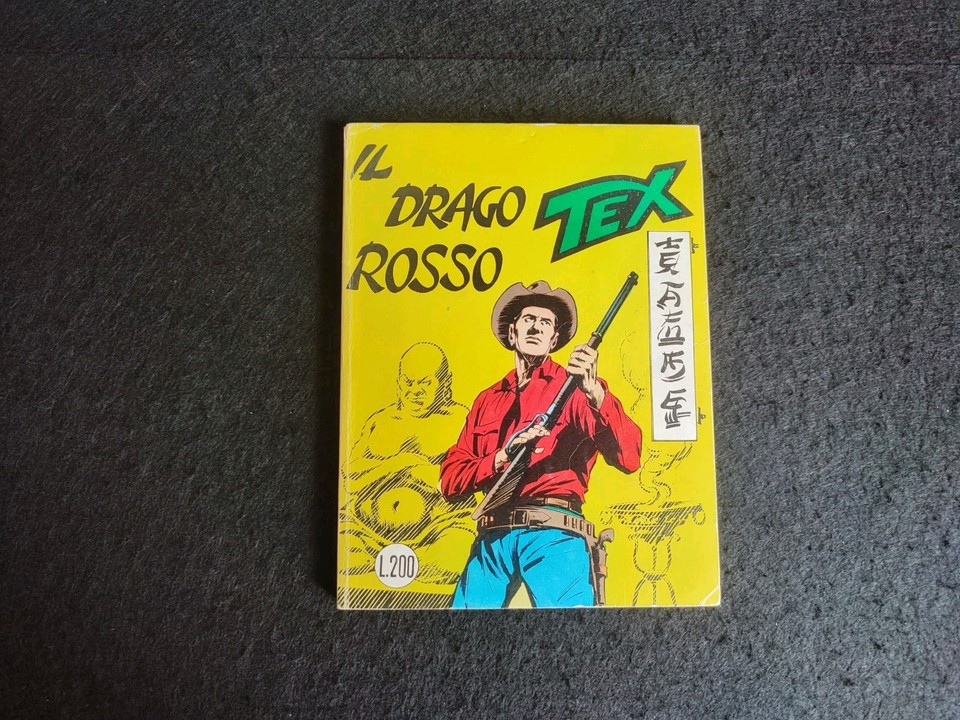 IL
DRAGO
ROSSO
TEX
L.200